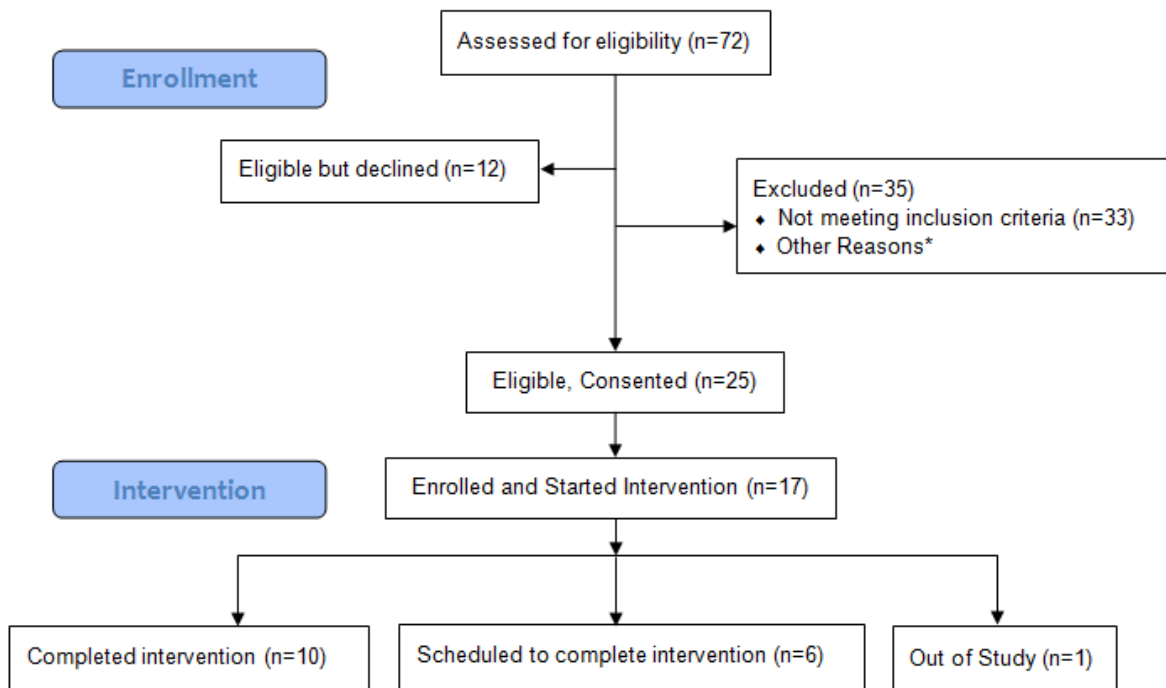 Assessed for eligibility (n=72)
Enrollment
Eligible but declined (n=12)
Excluded (n=35)
⬧ Not meeting inclusion criteria (n=33)
⬧ Other Reasons*
Eligible, Consented (n=25)
Intervention
Enrolled and Started Intervention (n=17)
Completed intervention (n=10)
Scheduled to complete intervention (n=6)
Out of Study (n=1)